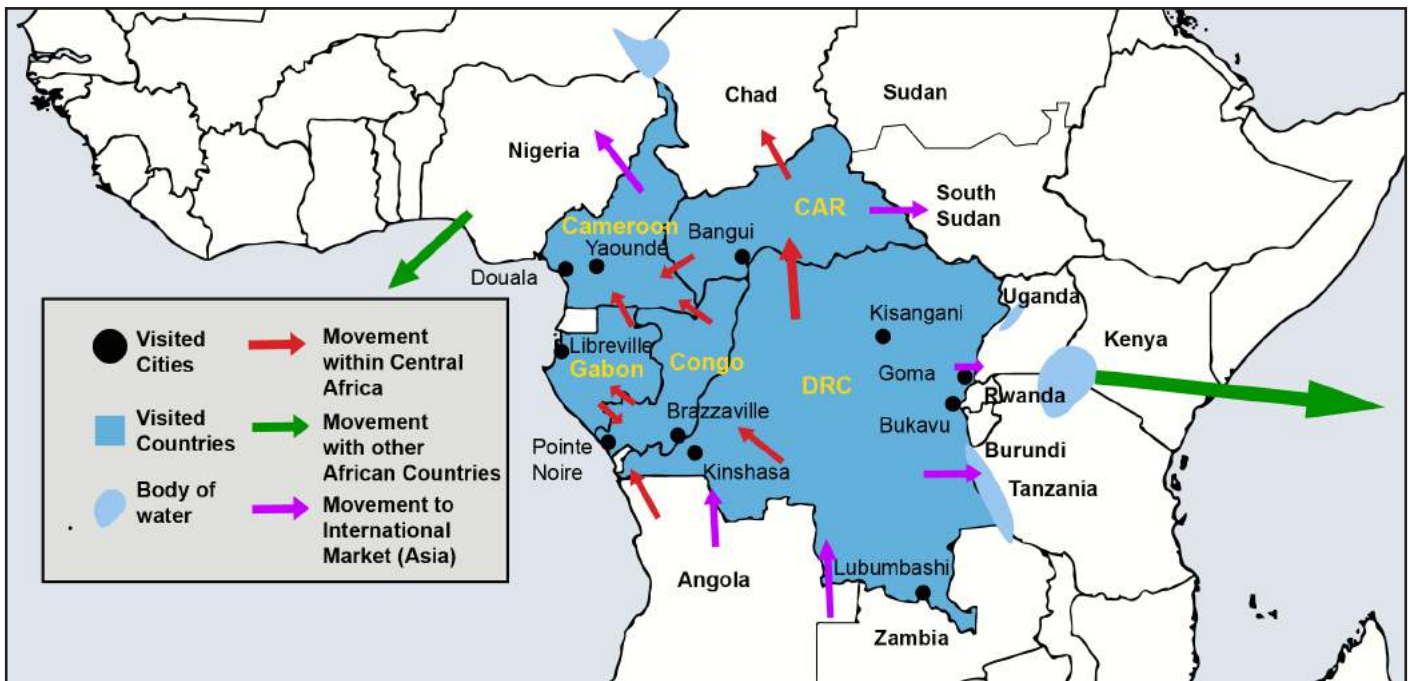 Chad
Sudan
Nigeria
South
Sudan
CAR
Cameroon
Bangui
Yaoundé
Douala
Uganda
Kisangani
Kenya
Libreville
Gabon
Congo
DRC
Goma
Rwanda
Brazzaville
Bukavu
Pointe
Noire
Kinshasa
Burundi
Tanzania
Angola
Lubumbashi
Zambia
Visited
Cities
Movement
within Central
Africa
Visited
Countries
Movement
with other
African Countries
Body of
water
Movement to
International
Market (Asia)